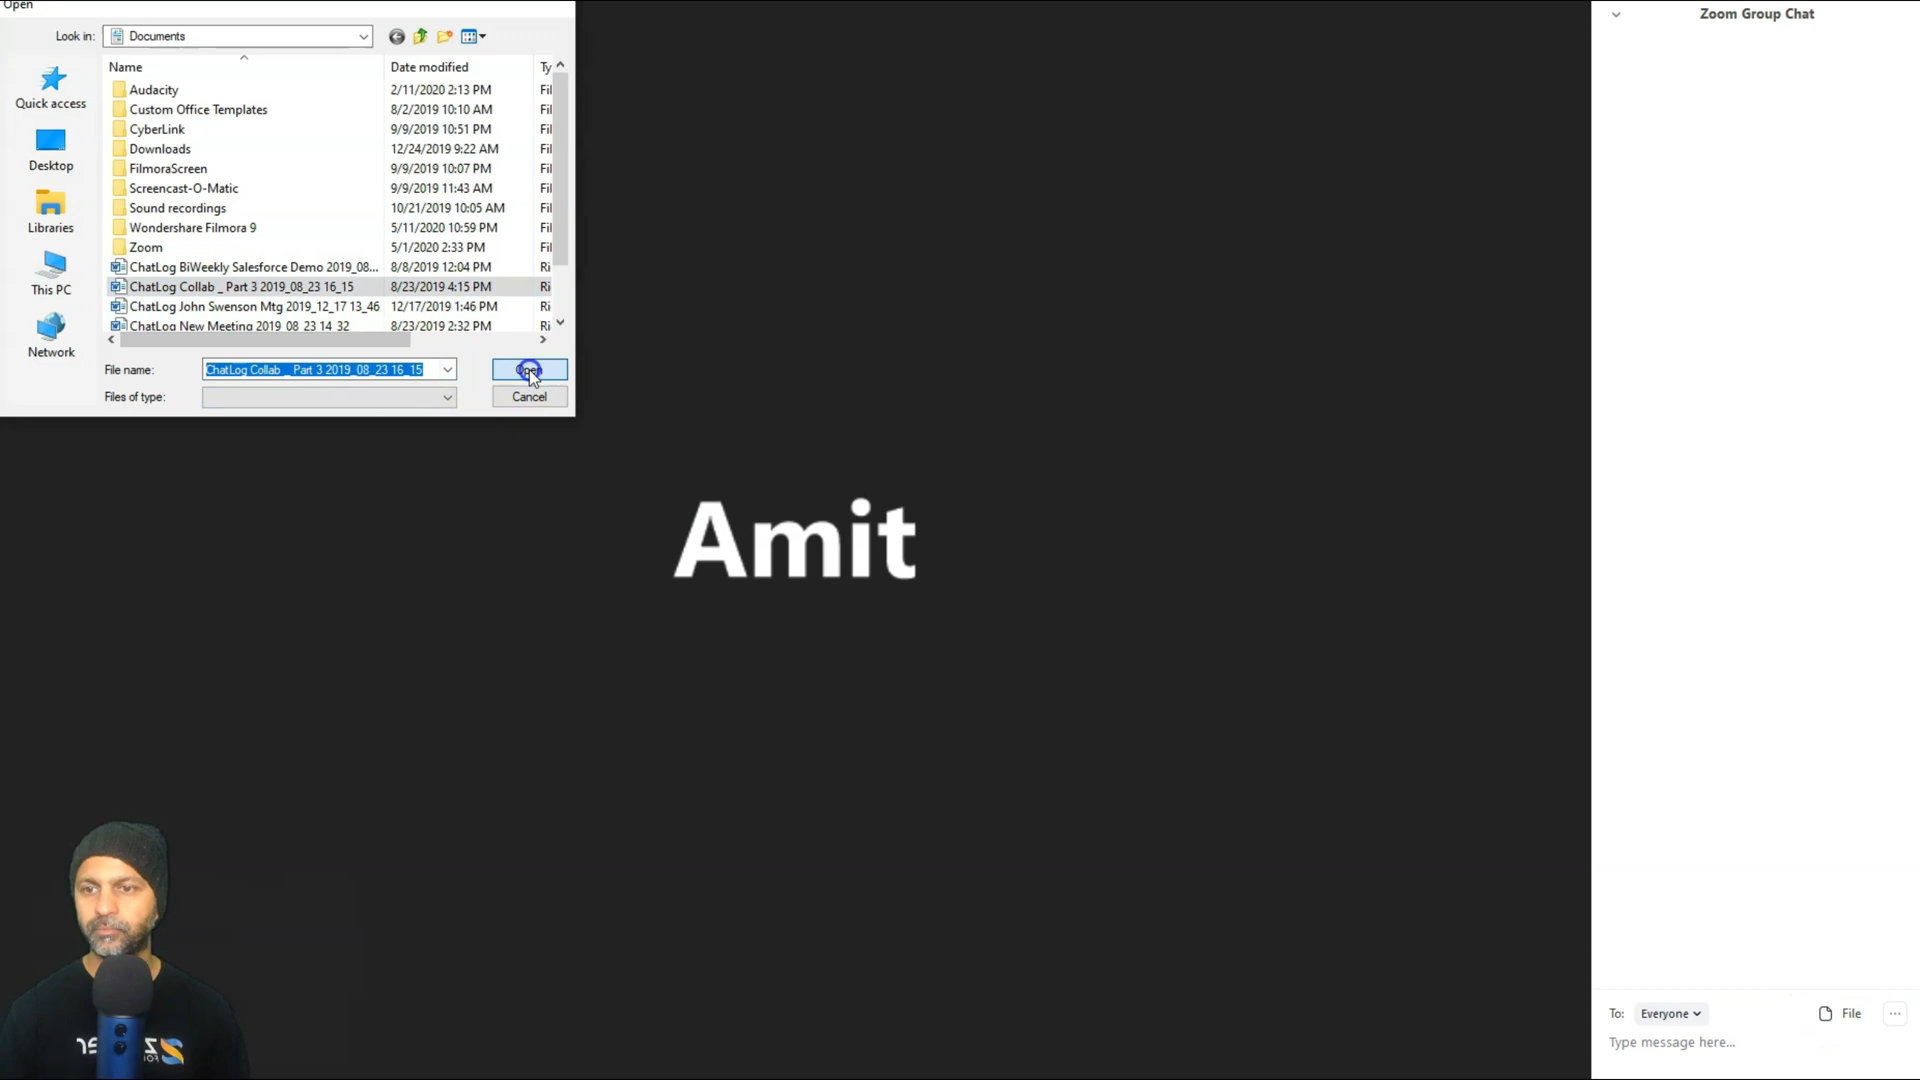 Open
Look in: Documents
Name Date modified Ty
Audacity 2/11/2020 2:13 PM Fil
Custom Office Templates 8/2/2019 10:10 AM Fil
CyberLink 9/9/2019 10:51 PM Fil
Downloads 12/24/2019 9:22 AM Fil
FilmoraScreen 9/9/2019 10:07 PM Fil
Screencast-O-Matic 9/9/2019 11:43 AM Fil
Sound recordings 10/21/2019 10:05 AM Fil
Wondershare Filmora 9 5/11/2020 10:59 PM Fil
Zoom 5/1/2020 2:33 PM Fil
ChatLog BiWeekly Salesforce Demo 2019_08... 8/8/2019 12:04 PM Ri
ChatLog Collab _ Part 3 2019_08_23 16_15 8/23/2019 4:15 PM Ri
ChatLog John Swenson Mtg 2019_12_17 13_46 12/17/2019 1:46 PM Ri
ChatLog New Meeting 2019_08_23 14_32 8/23/2019 2:32 PM Ri
Quick access
Desktop
Libraries
This PC
Network
File name: ChatLog Collab _ Part 3 2019_08_23 16_15 Open
Files of type: Cancel
Amit
Zoom Group Chat
To: Everyone File ...
Type message here...